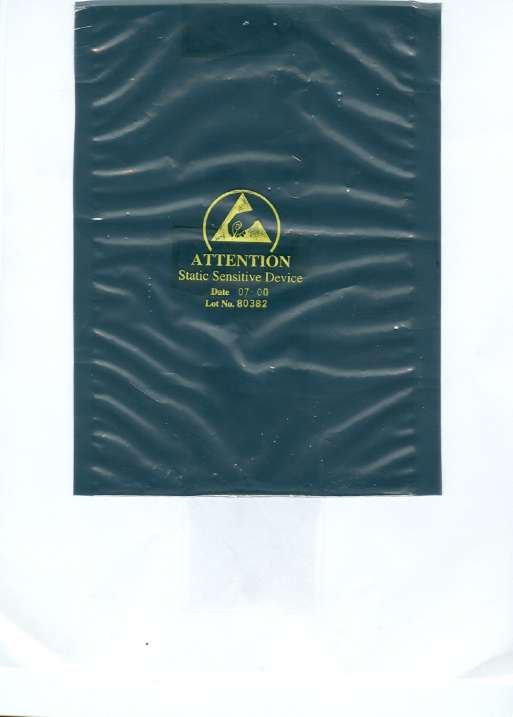 ATTENTION
Static Sensitive Device
Date 07 00
Lot No. 80382